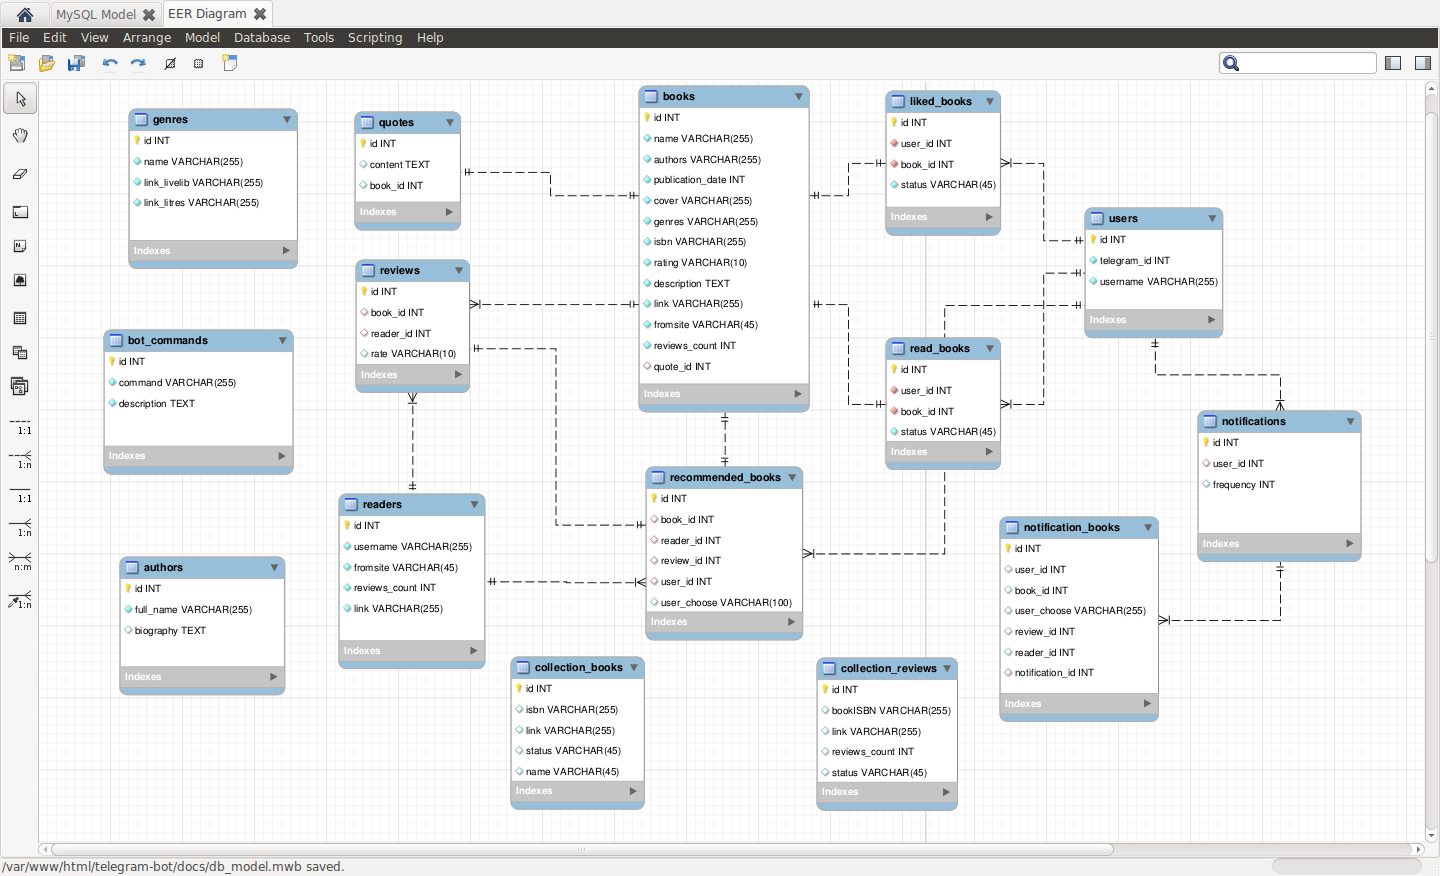 MySQL Model
EER Diagram
File Edit View Arrange Model Database Tools Scripting Help
genres
id INT
name VARCHAR(255)
link_livelib VARCHAR(255)
link_litres VARCHAR(255)
Indexes
quotes
id INT
content TEXT
book_id INT
Indexes
books
id INT
name VARCHAR(255)
authors VARCHAR(255)
publication_date INT
cover VARCHAR(255)
genres VARCHAR(255)
isbn VARCHAR(255)
rating VARCHAR(10)
description TEXT
link VARCHAR(255)
fromsite VARCHAR(45)
reviews_count INT
quote_id INT
Indexes
liked_books
id INT
user_id INT
book_id INT
status VARCHAR(45)
Indexes
users
id INT
telegram_id INT
username VARCHAR(255)
Indexes
reviews
id INT
book_id INT
reader_id INT
rate VARCHAR(10)
Indexes
bot_commands
id INT
command VARCHAR(255)
description TEXT
Indexes
read_books
id INT
user_id INT
book_id INT
status VARCHAR(45)
Indexes
notifications
id INT
user_id INT
frequency INT
Indexes
recommended_books
id INT
book_id INT
reader_id INT
review_id INT
user_id INT
user_choose VARCHAR(100)
Indexes
readers
id INT
username VARCHAR(255)
fromsite VARCHAR(45)
reviews_count INT
link VARCHAR(255)
Indexes
notification_books
id INT
user_id INT
book_id INT
user_choose VARCHAR(255)
review_id INT
reader_id INT
notification_id INT
Indexes
authors
id INT
full_name VARCHAR(255)
biography TEXT
Indexes
collection_books
id INT
isbn VARCHAR(255)
link VARCHAR(255)
status VARCHAR(45)
name VARCHAR(45)
Indexes
collection_reviews
id INT
bookISBN VARCHAR(255)
link VARCHAR(255)
reviews_count INT
status VARCHAR(45)
Indexes
1:1
1:n
1:1
1:n
n:m
1:n
/var/www/html/telegram-bot/docs/db_model.mwb saved.